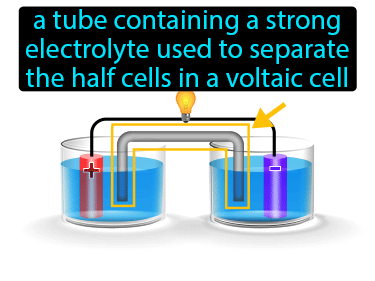 a tube containing a strong
electrolyte used to separate
the half cells in a voltaic cell
+
-